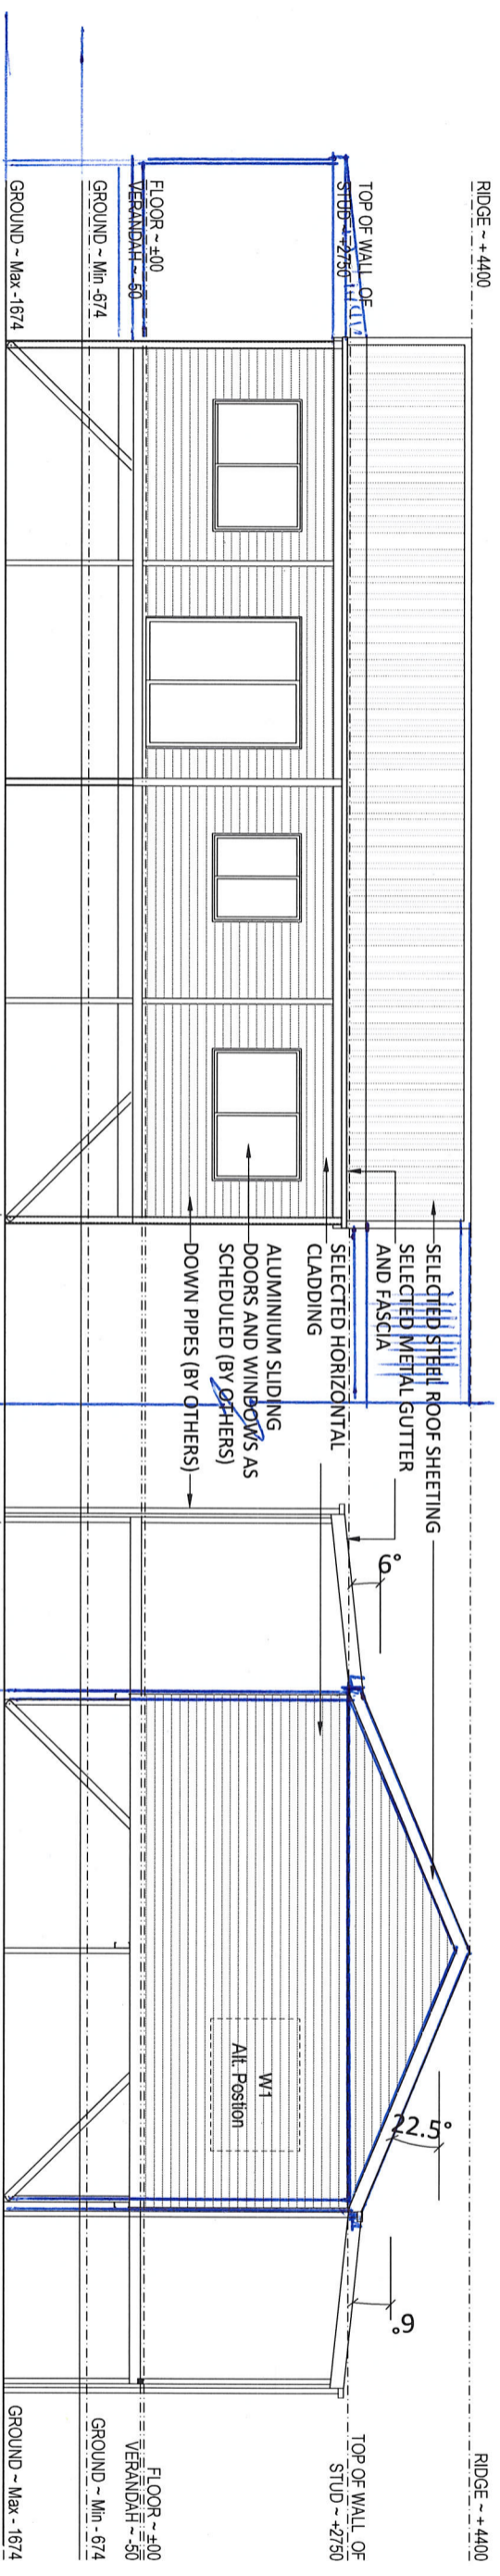 RIDGE ~ + 4400
TOP OF WALL OF
STUD ~ +2750
FLOOR ~ ±00
VERANDAH ~ -50
GROUND ~ Min -674
GROUND ~ Max -1674
SELECTED STEEL ROOF SHEETING
SELECTED METAL GUTTER
AND FASCIA
SELECTED HORIZONTAL
CLADDING
ALUMINIUM SLIDING
DOORS AND WINDOWS AS
SCHEDULED (BY OTHERS)
DOWN PIPES (BY OTHERS)
6°
22.5°
6°
W1
Alt. Postion
RIDGE ~ + 4400
TOP OF WALL OF
STUD ~ +2750
FLOOR ~ ±00
VERANDAH ~ -50
GROUND ~ Min - 674
GROUND ~ Max - 1674